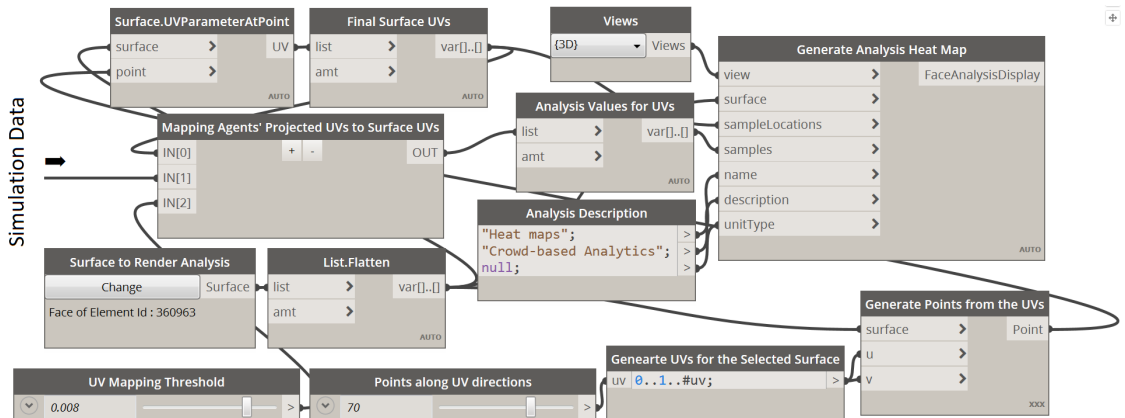 Simulation Data
Surface.UVParameterAtPoint
surface > UV
point >
AUTO
Final Surface UVs
list > var[]..[]
amt >
AUTO
Views
{3D} Views
Generate Analysis Heat Map
view > FaceAnalysisDisplay
surface >
sampleLocations >
samples >
name >
description >
unitType >
AUTO
Mapping Agents' Projected UVs to Surface UVs
IN[0] + - OUT
IN[1]
IN[2]
Analysis Values for UVs
list > var[]..[]
amt >
AUTO
Analysis Description
"Heat maps"; >
"Crowd-based Analytics"; >
null; >
Surface to Render Analysis
Change Surface
Face of Element Id : 360963
List.Flatten
list > var[]..[]
amt >
AUTO
Generate Points from the UVs
surface > Point
u >
v >
xxx
UV Mapping Threshold
0.008 >
Points along UV directions
70 >
Genearte UVs for the Selected Surface
uv 0..1..#uv; >